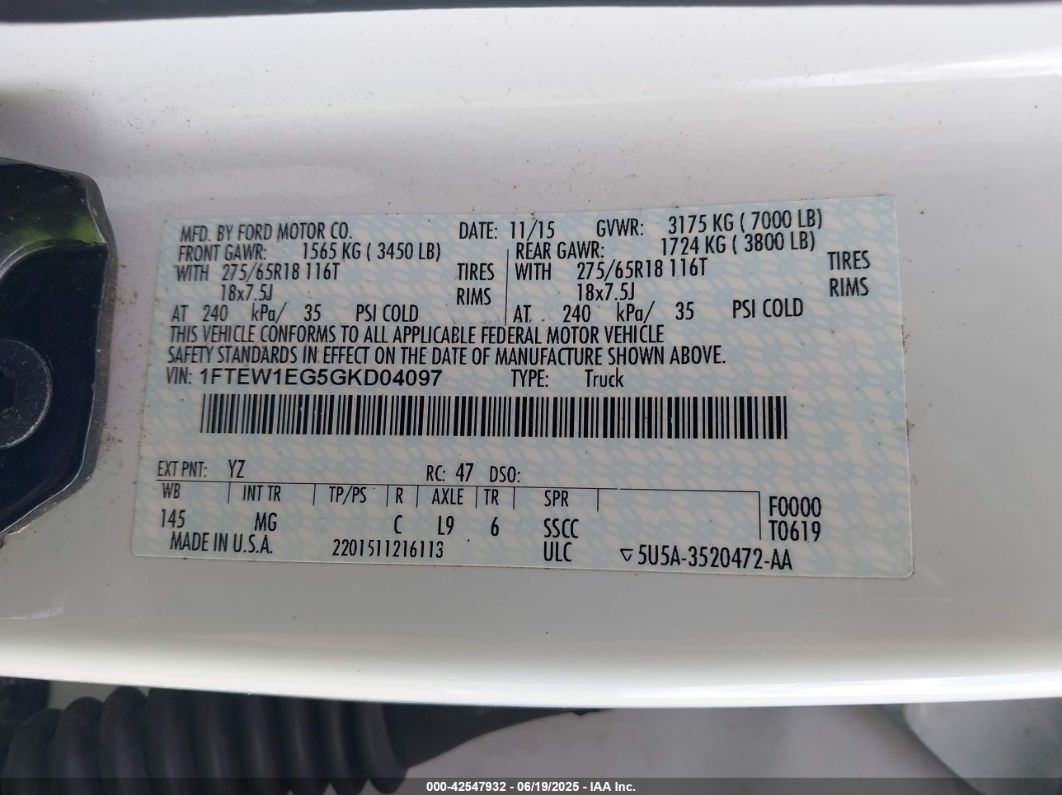 MFD. BY FORD MOTOR CO. DATE: 11/15 GVWR: 3175 KG ( 7000 LB)
FRONT GAWR: 1565 KG ( 3450 LB) REAR GAWR: 1724 KG ( 3800 LB)
WITH 275/65R18 116T TIRES WITH 275/65R18 116T TIRES
18x7.5J RIMS 18x7.5J RIMS
AT 240 kPa/ 35 PSI COLD AT . 240 kPa/ 35 PSI COLD
THIS VEHICLE CONFORMS TO ALL APPLICABLE FEDERAL MOTOR VEHICLE
SAFETY STANDARDS IN EFFECT ON THE DATE OF MANUFACTURE SHOWN ABOVE.
VIN: 1FTEW1EG5GKD04097 TYPE: Truck
EXT PNT: YZ RC: 47 DSO:
WB INT TR TP/PS R AXLE TR SPR F0000
145 MG C L9 6 SSCC T0619
MADE IN U.S.A. 2201511216113 ULC ▽5U5A-3520472-AA
000-42547932 - 06/19/2025 - IAA Inc.